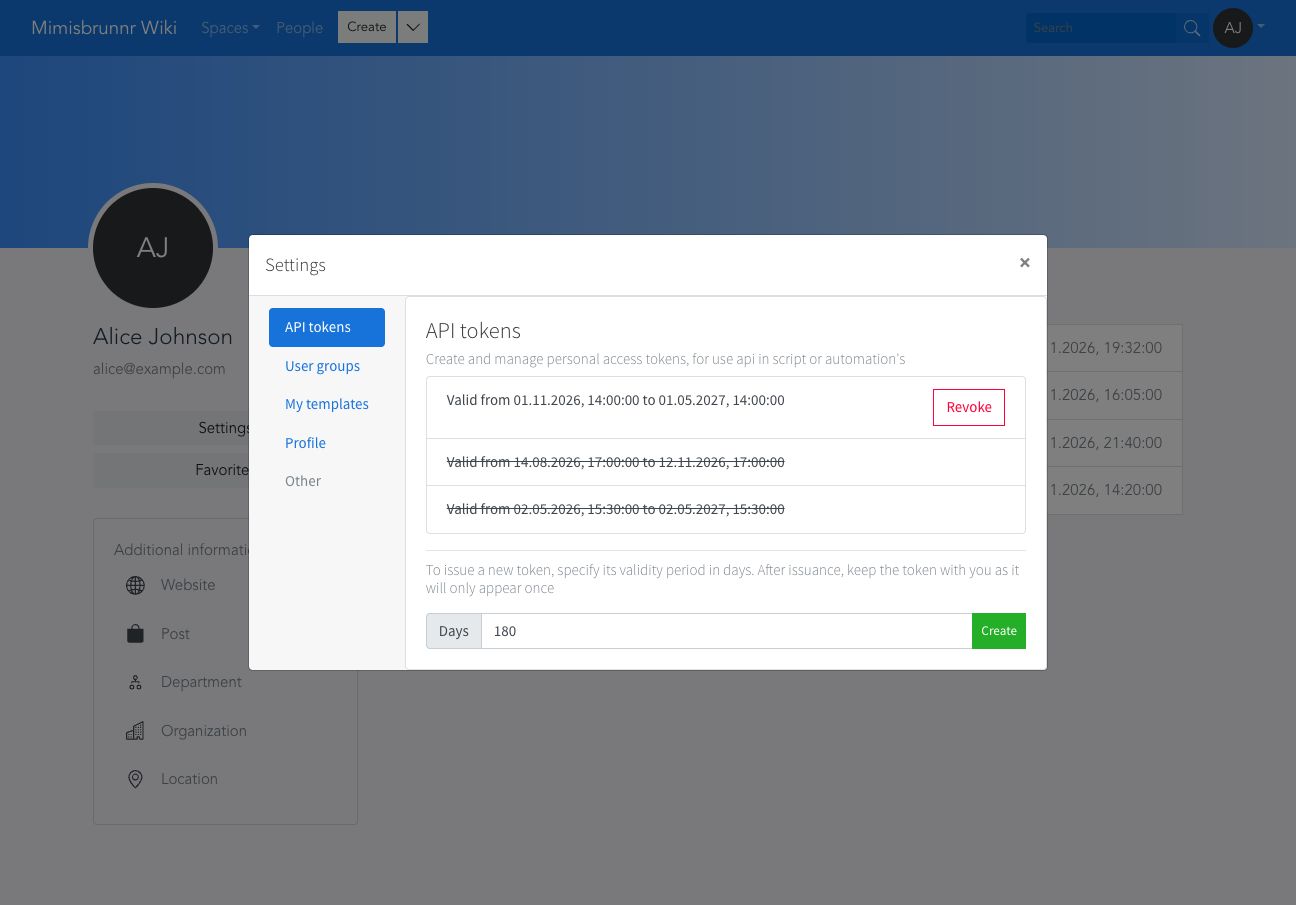 Mimisbrunnr Wiki Spaces People Create Search AJ
AJ
Alice Johnson
alice@example.com
Settings
Favorite
Additional informati
Website
Post
Department
Organization
Location
Settings ×
API tokens
User groups
My templates
Profile
Other
API tokens
Create and manage personal access tokens, for use api in script or automation's
Valid from 01.11.2026, 14:00:00 to 01.05.2027, 14:00:00 Revoke
Valid from 14.08.2026, 17:00:00 to 12.11.2026, 17:00:00
Valid from 02.05.2026, 15:30:00 to 02.05.2027, 15:30:00
To issue a new token, specify its validity period in days. After issuance, keep the token with you as it
will only appear once
Days 180 Create
1.2026, 19:32:00
1.2026, 16:05:00
1.2026, 21:40:00
1.2026, 14:20:00